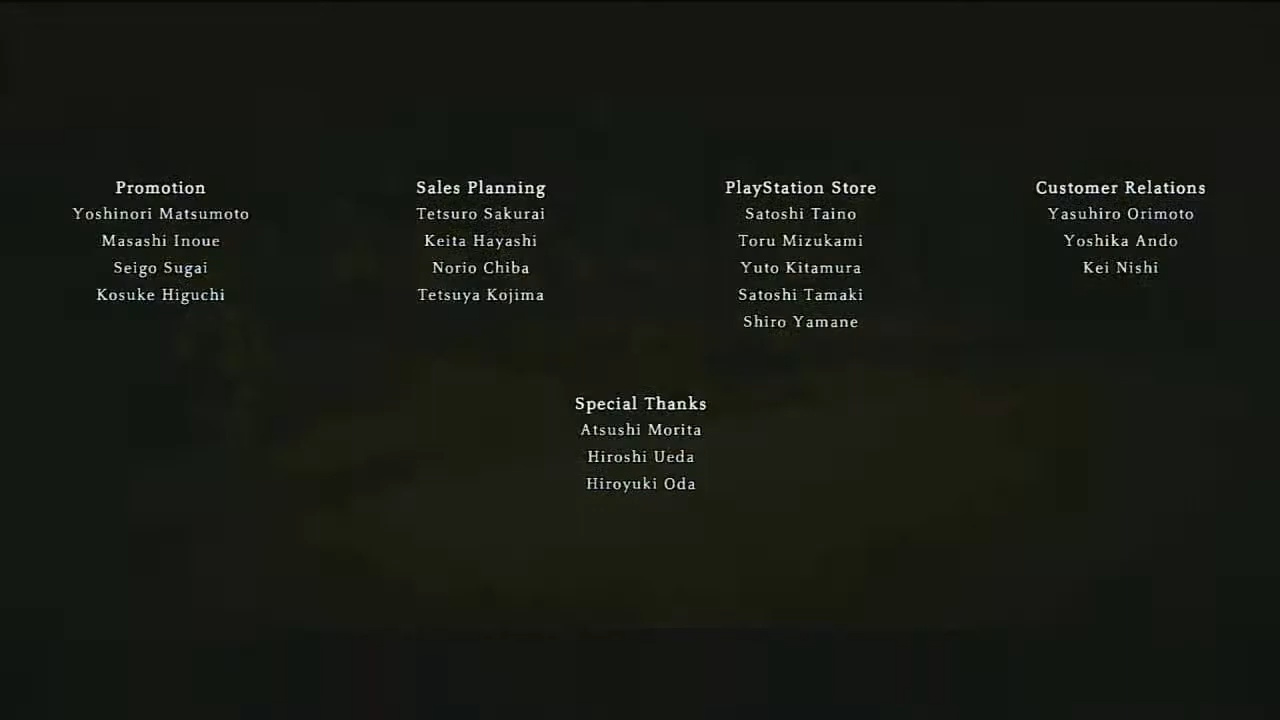 Promotion
Yoshinori Matsumoto
Masashi Inoue
Seigo Sugai
Kosuke Higuchi
Sales Planning
Tetsuro Sakurai
Keita Hayashi
Norio Chiba
Tetsuya Kojima
PlayStation Store
Satoshi Taino
Toru Mizukami
Yuto Kitamura
Satoshi Tamaki
Shiro Yamane
Customer Relations
Yasuhiro Orimoto
Yoshika Ando
Kei Nishi
Special Thanks
Atsushi Morita
Hiroshi Ueda
Hiroyuki Oda